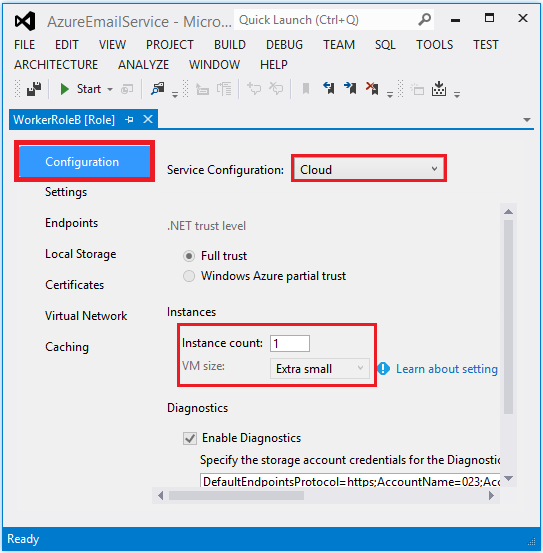 AzureEmailService - Micro...
Quick Launch (Ctrl+Q)
FILE EDIT VIEW PROJECT BUILD DEBUG TEAM SQL TOOLS TEST
ARCHITECTURE ANALYZE WINDOW HELP
Start
WorkerRoleB [Role]
Configuration
Settings
Endpoints
Local Storage
Certificates
Virtual Network
Caching
Service Configuration: Cloud
.NET trust level
Full trust
Windows Azure partial trust
Instances
Instance count: 1
VM size: Extra small
Learn about setting
Diagnostics
Enable Diagnostics
Specify the storage account credentials for the Diagnostic
DefaultEndpointsProtocol=https;AccountName=023;Acc
Ready